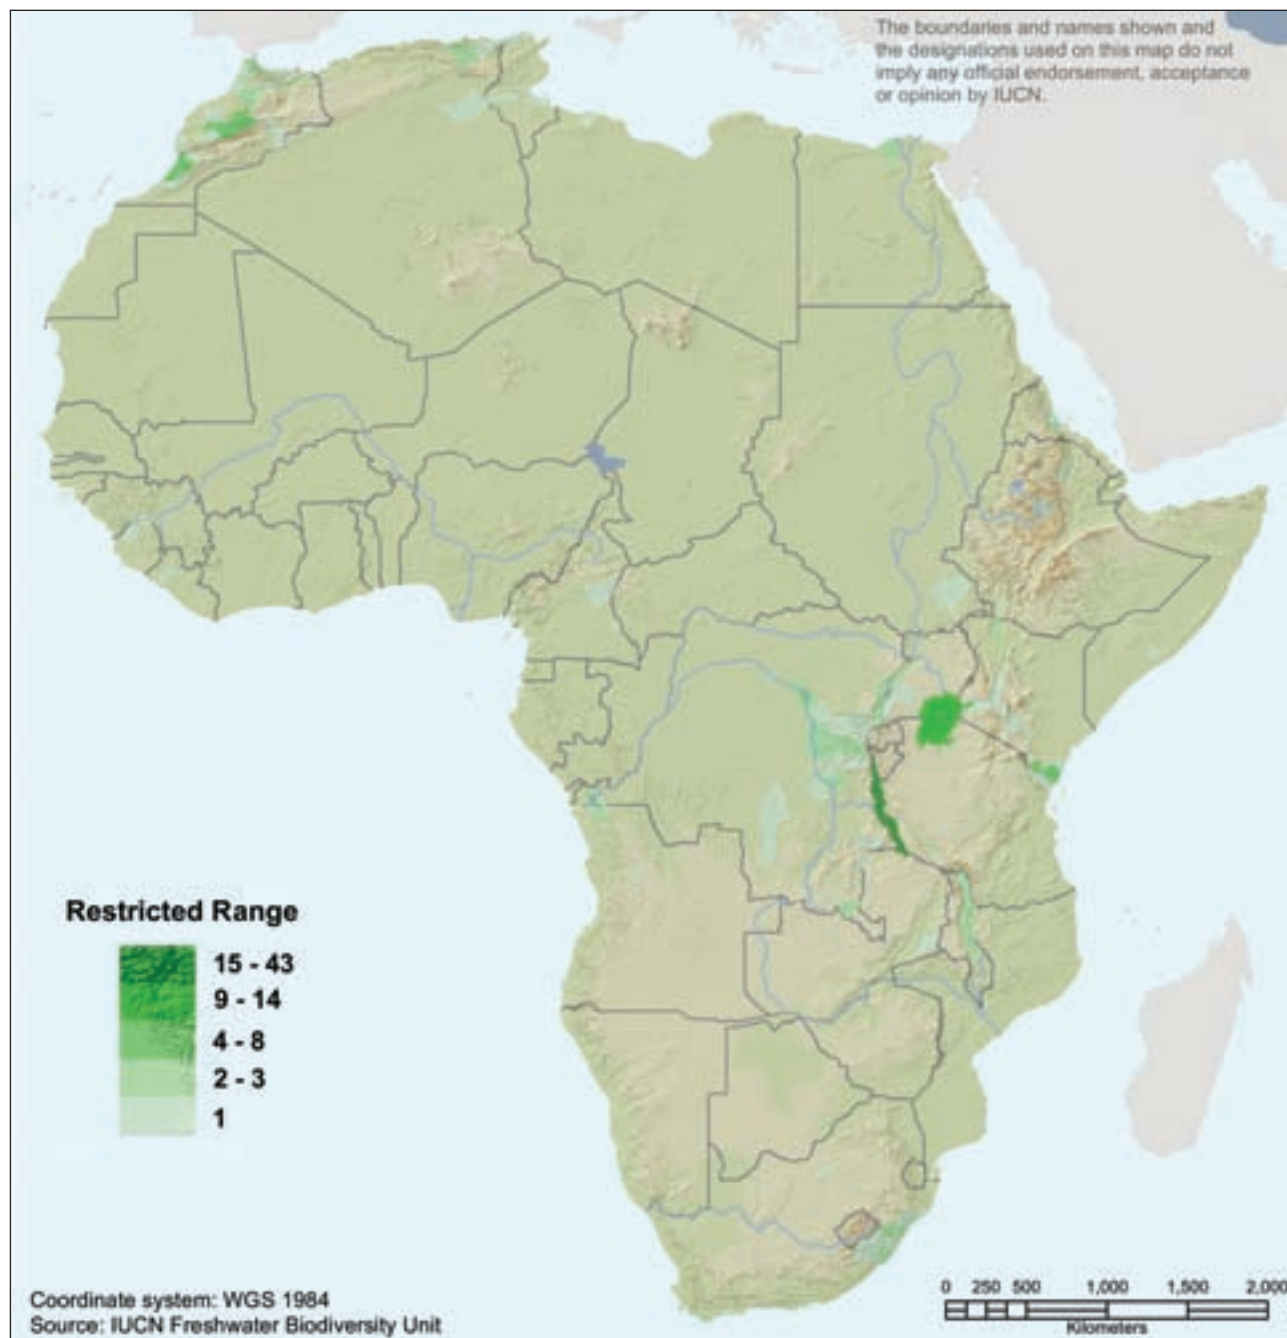 The boundaries and names shown and
the designations used on this map do not
imply any official endorsement, acceptance
or opinion by IUCN.
Restricted Range
15 - 43
9 - 14
4 - 8
2 - 3
1
Coordinate system: WGS 1984
Source: IUCN Freshwater Biodiversity Unit
0 250 500 1,000 1,500 2,000
Kilometers